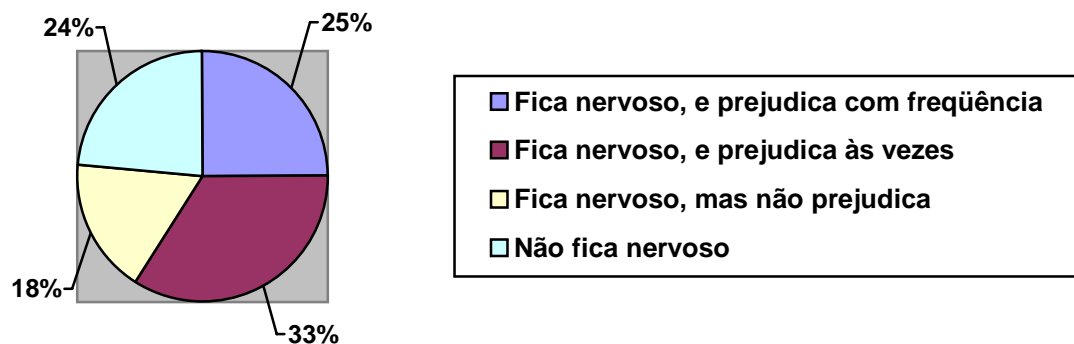 24%
25%
18%
33%
Fica nervoso, e prejudica com freqüência
Fica nervoso, e prejudica às vezes
Fica nervoso, mas não prejudica
Não fica nervoso